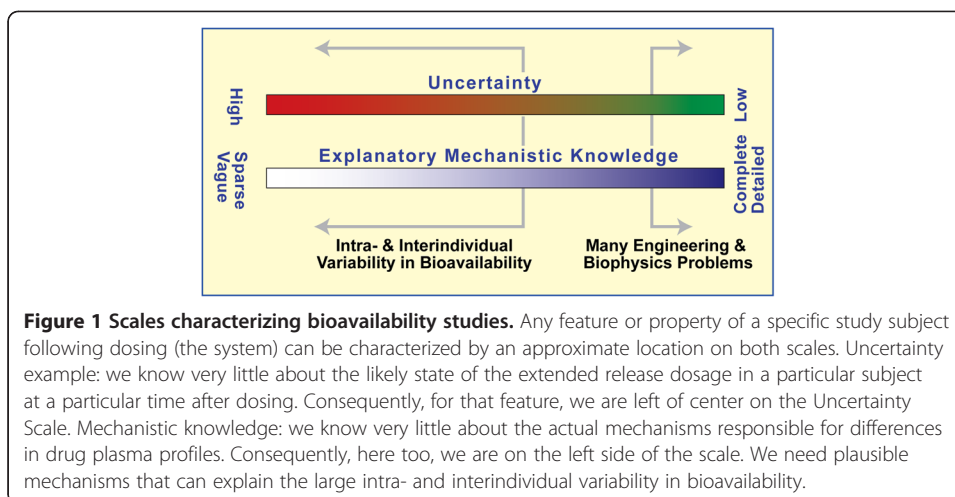 Uncertainty
High
Low
Explanatory Mechanistic Knowledge
Sparse
Vague
Complete
Detailed
Intra- & Interindividual
Variability in Bioavailability
Many Engineering &
Biophysics Problems
Figure 1 Scales characterizing bioavailability studies. Any feature or property of a specific study subject
following dosing (the system) can be characterized by an approximate location on both scales. Uncertainty
example: we know very little about the likely state of the extended release dosage in a particular subject
at a particular time after dosing. Consequently, for that feature, we are left of center on the Uncertainty
Scale. Mechanistic knowledge: we know very little about the actual mechanisms responsible for differences
in drug plasma profiles. Consequently, here too, we are on the left side of the scale. We need plausible
mechanisms that can explain the large intra- and interindividual variability in bioavailability.